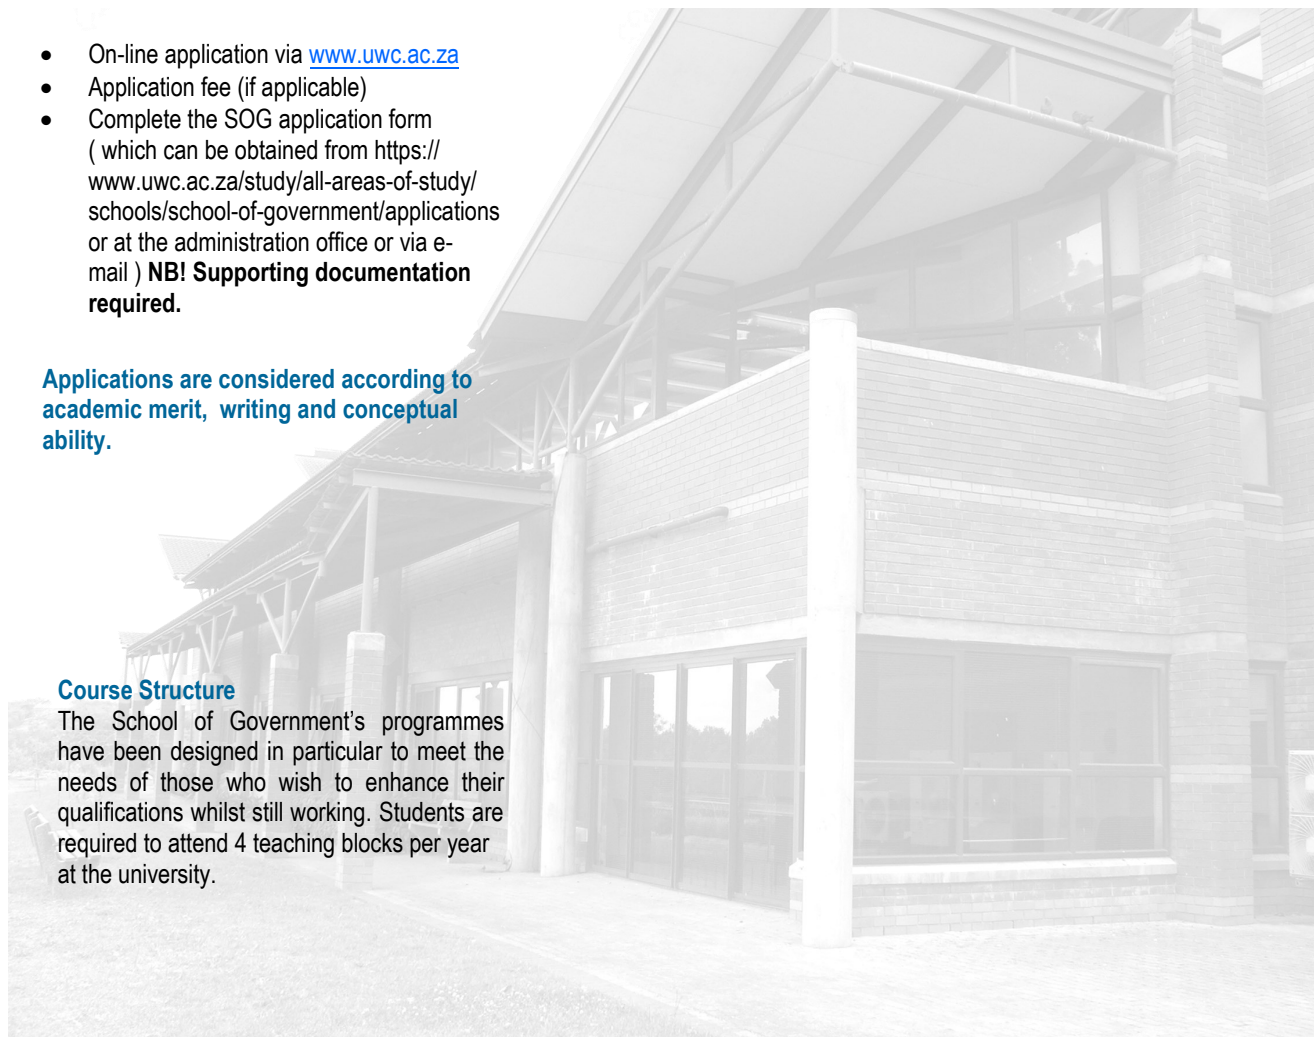 • On-line application via www.uwc.ac.za
• Application fee (if applicable)
• Complete the SOG application form
( which can be obtained from https://
www.uwc.ac.za/study/all-areas-of-study/
schools/school-of-government/applications
or at the administration office or via e-
mail ) NB! Supporting documentation
required.
Applications are considered according to
academic merit, writing and conceptual
ability.
Course Structure
The School of Government’s programmes
have been designed in particular to meet the
needs of those who wish to enhance their
qualifications whilst still working. Students are
required to attend 4 teaching blocks per year
at the university.